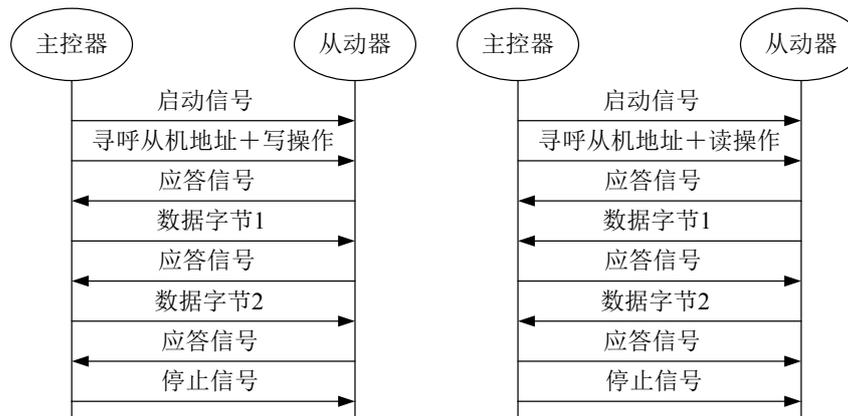 主控器
从动器
启动信号
寻呼从机地址＋写操作
应答信号
数据字节1
应答信号
数据字节2
应答信号
停止信号
主控器
从动器
启动信号
寻呼从机地址＋读操作
应答信号
数据字节1
应答信号
数据字节2
应答信号
停止信号